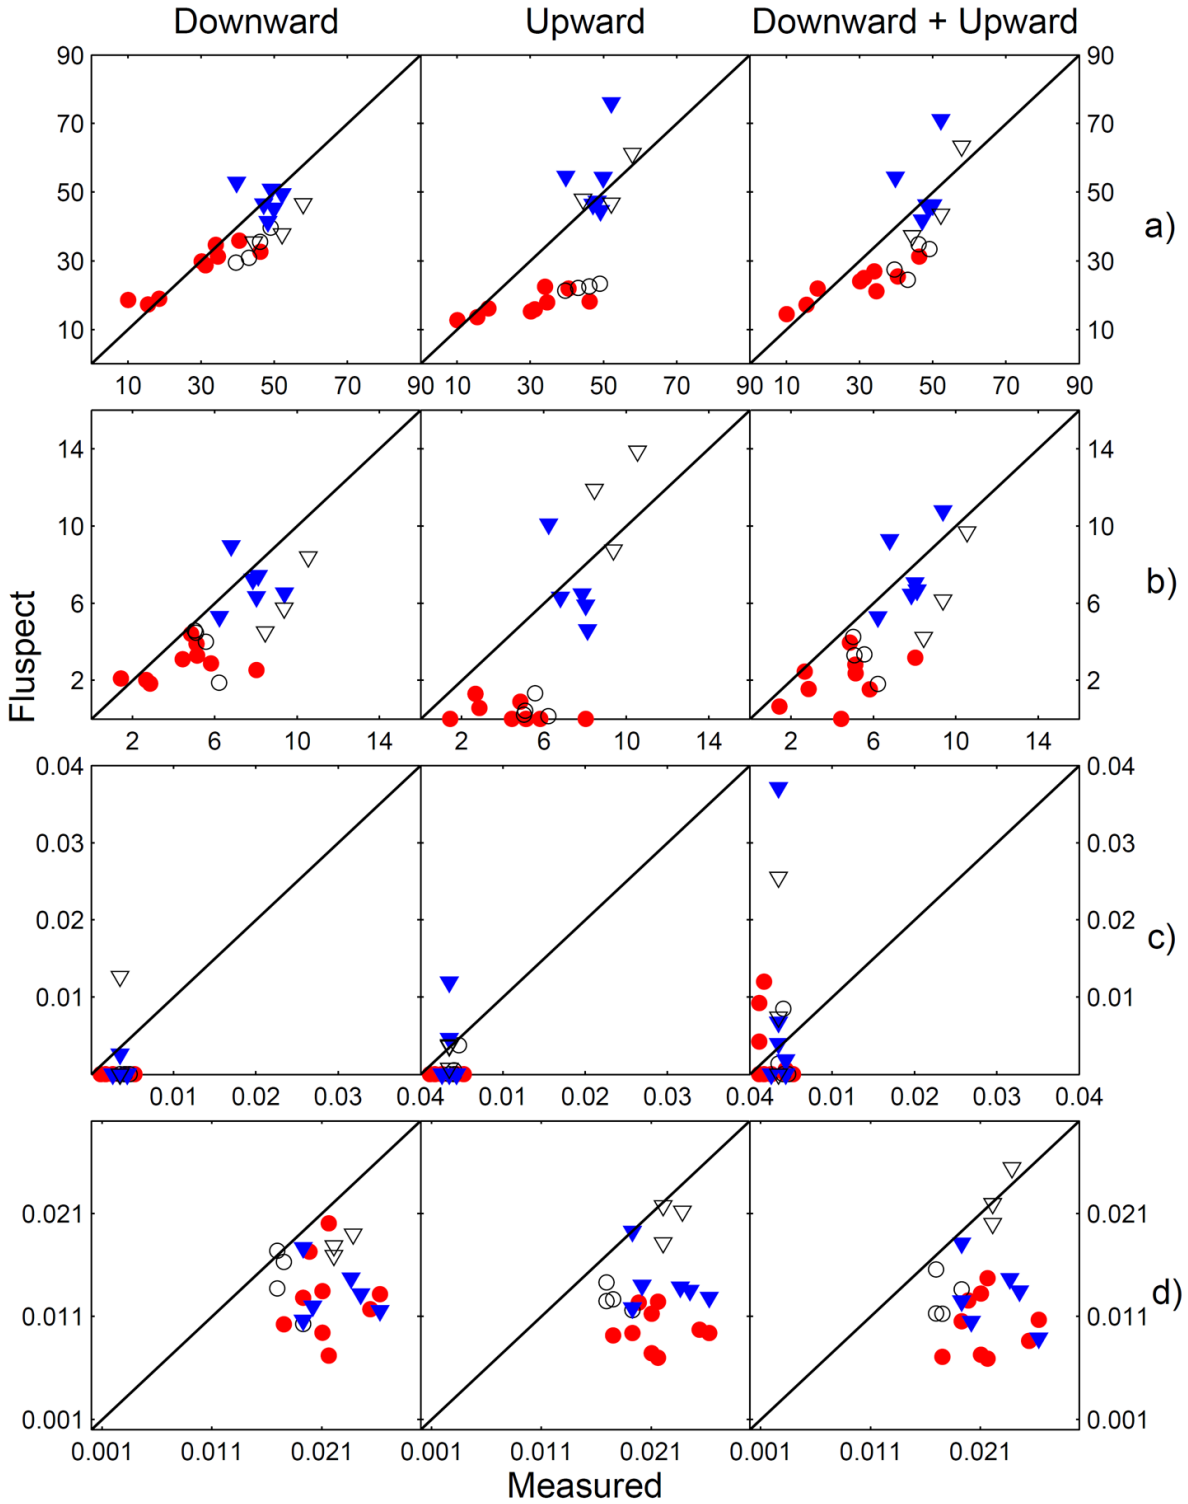 Downward Upward Downward + Upward
90 90
70 70
50 50
30 30
10 10
a)
10 30 50 70 90 10 30 50 70 90 10 30 50 70 90
14 14
10 10
6 6
2 2
b)
Fluspect
2 6 10 14 2 6 10 14 2 6 10 14
0.04 0.04
0.03 0.03
0.02 0.02
0.01 0.01
c)
0.01 0.02 0.03 0.04 0.01 0.02 0.03 0.04 0.01 0.02 0.03 0.04
0.021 0.021
0.011 0.011
0.001 0.001
d)
0.001 0.011 0.021 0.001 0.011 0.021 0.001 0.011 0.021
Measured